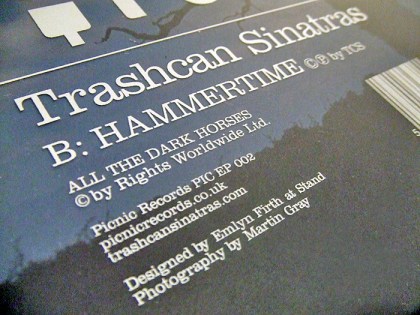 Trashcan Sinatras
B: HAMMERTIME ©℗ by TCS
ALL THE DARK HORSES
© by Rights Worldwide Ltd.
Picnic Records PIC EP 002
picnicrecords.co.uk
trashcansinatras.com
Designed by Emlyn Firth at Stand
Photography by Martin Gray